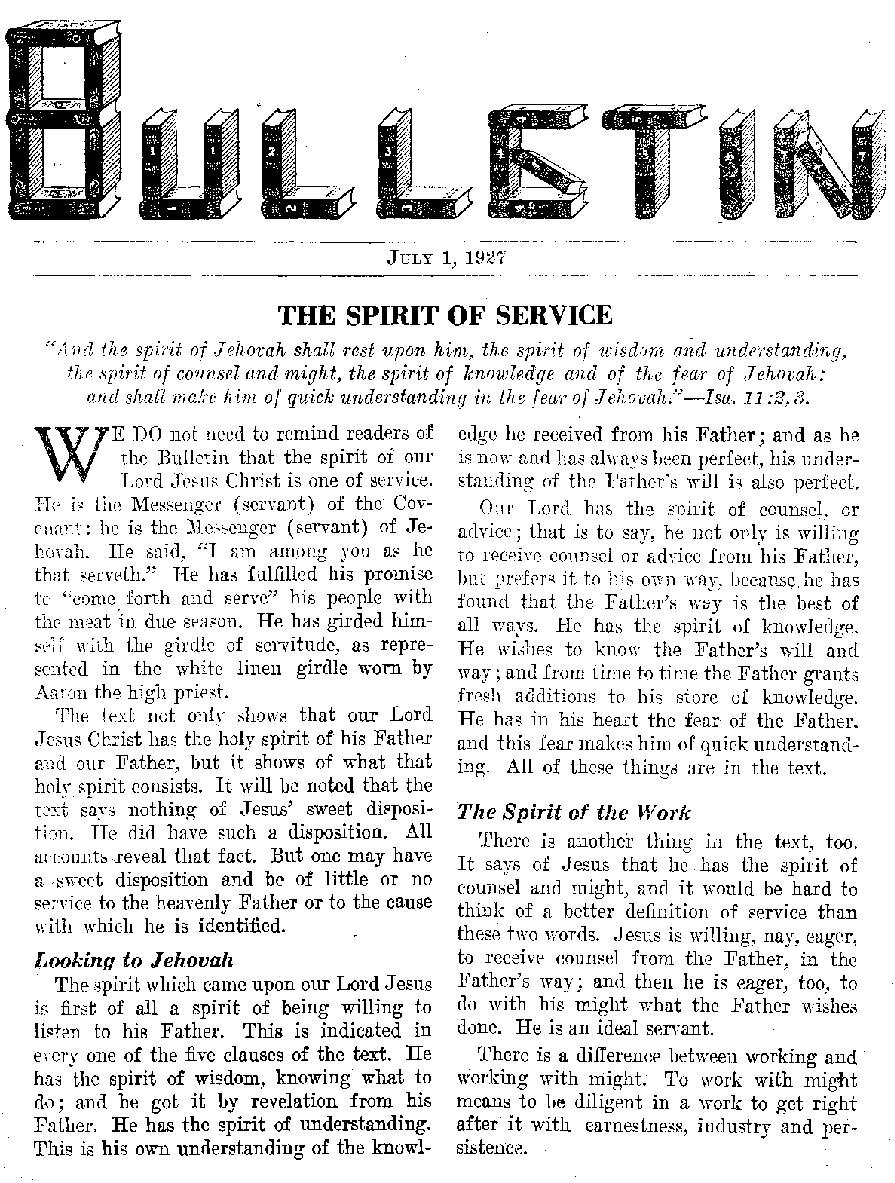 BULLETIN
JULY 1, 1927
THE SPIRIT OF SERVICE
"And the spirit of Jehovah shall rest upon him, the spirit of wisdom and understanding,
the spirit of counsel and might, the spirit of knowledge and of the fear of Jehovah;
and shall make him of quick understanding in the fear of Jehovah."—Isa. 11:2, 3.
WE DO not need to remind readers of
the Bulletin that the spirit of our
Lord Jesus Christ is one of service.
He is the Messenger (servant) of the Cov-
enant; he is the Messenger (servant) of Je-
hovah. He said, "I am among you as he
that serveth." He has fulfilled his promise
to "come forth and serve" his people with
the meat in due season. He has girded him-
self with the girdle of servitude, as repre-
sented in the white linen girdle worn by
Aaron the high priest.
The text not only shows that our Lord
Jesus Christ has the holy spirit of his Father
and our Father, but it shows of what that
holy spirit consists. It will be noted that the
text says nothing of Jesus' sweet disposi-
tion. He did have such a disposition. All
accounts reveal that fact. But one may have
a sweet disposition and be of little or no
service to the heavenly Father or to the cause
with which he is identified.
Looking to Jehovah
The spirit which came upon our Lord Jesus
is first of all a spirit of being willing to
listen to his Father. This is indicated in
every one of the five clauses of the text. He
has the spirit of wisdom, knowing what to
do; and he got it by revelation from his
Father. He has the spirit of understanding.
This is his own understanding of the knowl-
edge he received from his Father; and as he
is now and has always been perfect, his under-
standing of the Father's will is also perfect.
Our Lord has the spirit of counsel, or
advice; that is to say, he not only is willing
to receive counsel or advice from his Father,
but prefers it to his own way, because he has
found that the Father's way is the best of
all ways. He has the spirit of knowledge.
He wishes to know the Father's will and
way; and from time to time the Father grants
fresh additions to his store of knowledge.
He has in his heart the fear of the Father,
and this fear makes him of quick understand-
ing. All of these things are in the text.
The Spirit of the Work
There is another thing in the text, too.
It says of Jesus that he has the spirit of
counsel and might, and it would be hard to
think of a better definition of service than
these two words. Jesus is willing, nay, eager,
to receive counsel from the Father, in the
Father's way; and then he is eager, too, to
do with his might what the Father wishes
done. He is an ideal servant.
There is a difference between working and
working with might. To work with might
means to be diligent in a work to get right
after it with earnestness, industry and per-
sistence.